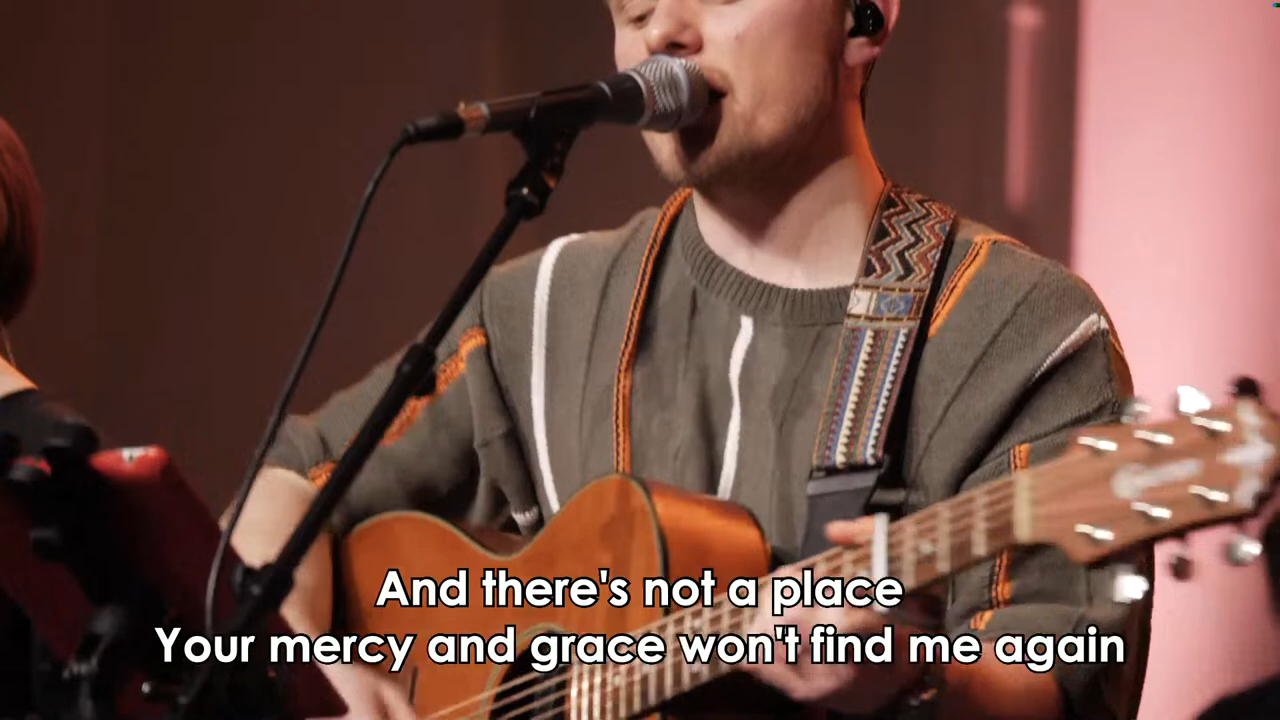 And there's not a place
Your mercy and grace won't find me again